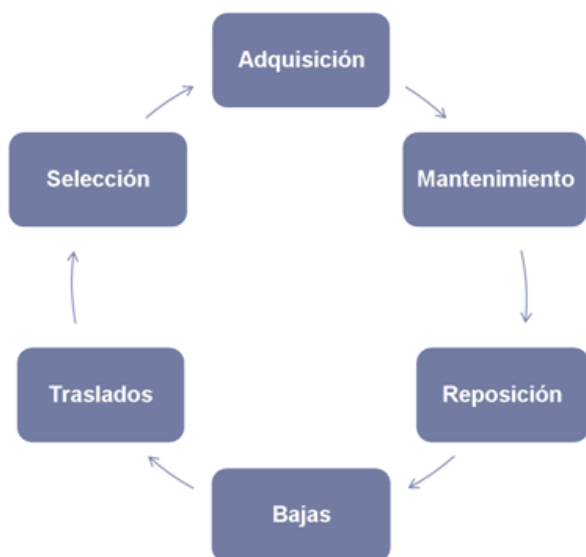 Adquisición
Mantenimiento
Reposición
Bajas
Traslados
Selección